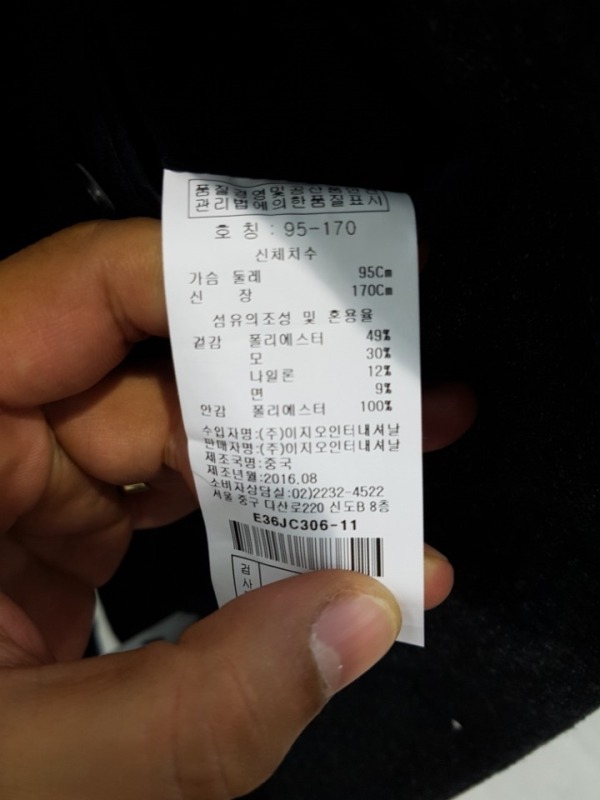 품질경영및공산품안전
관리법에의한품질표시
호칭 : 95-170
신체치수
가슴 둘레 95Cm
신 장 170Cm
섬유의조성 및 혼용율
겉감 폴리에스터 49%
모 30%
나일론 12%
면 9%
안감 폴리에스터 100%
수입자명:(주)이지오인터내셔날
판매자명:(주)이지오인터내셔날
제조국명:중국
제조년월:2016.08
소비자상담실:02)2232-4522
서울 중구 다산로220 신도B 8층
E36JC306-11
검
사